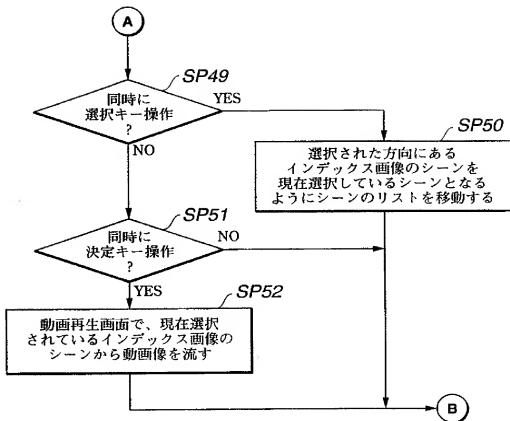 A
SP49
同時に
選択キー操作
?
YES
NO
SP50
選択された方向にある
インデックス画像のシーンを
現在選択しているシーンとなる
ようにシーンのリストを移動する
SP51
同時に
決定キー操作
?
NO
YES
SP52
動画再生画面で、現在選択
されているインデックス画像の
シーンから動画像を流す
B